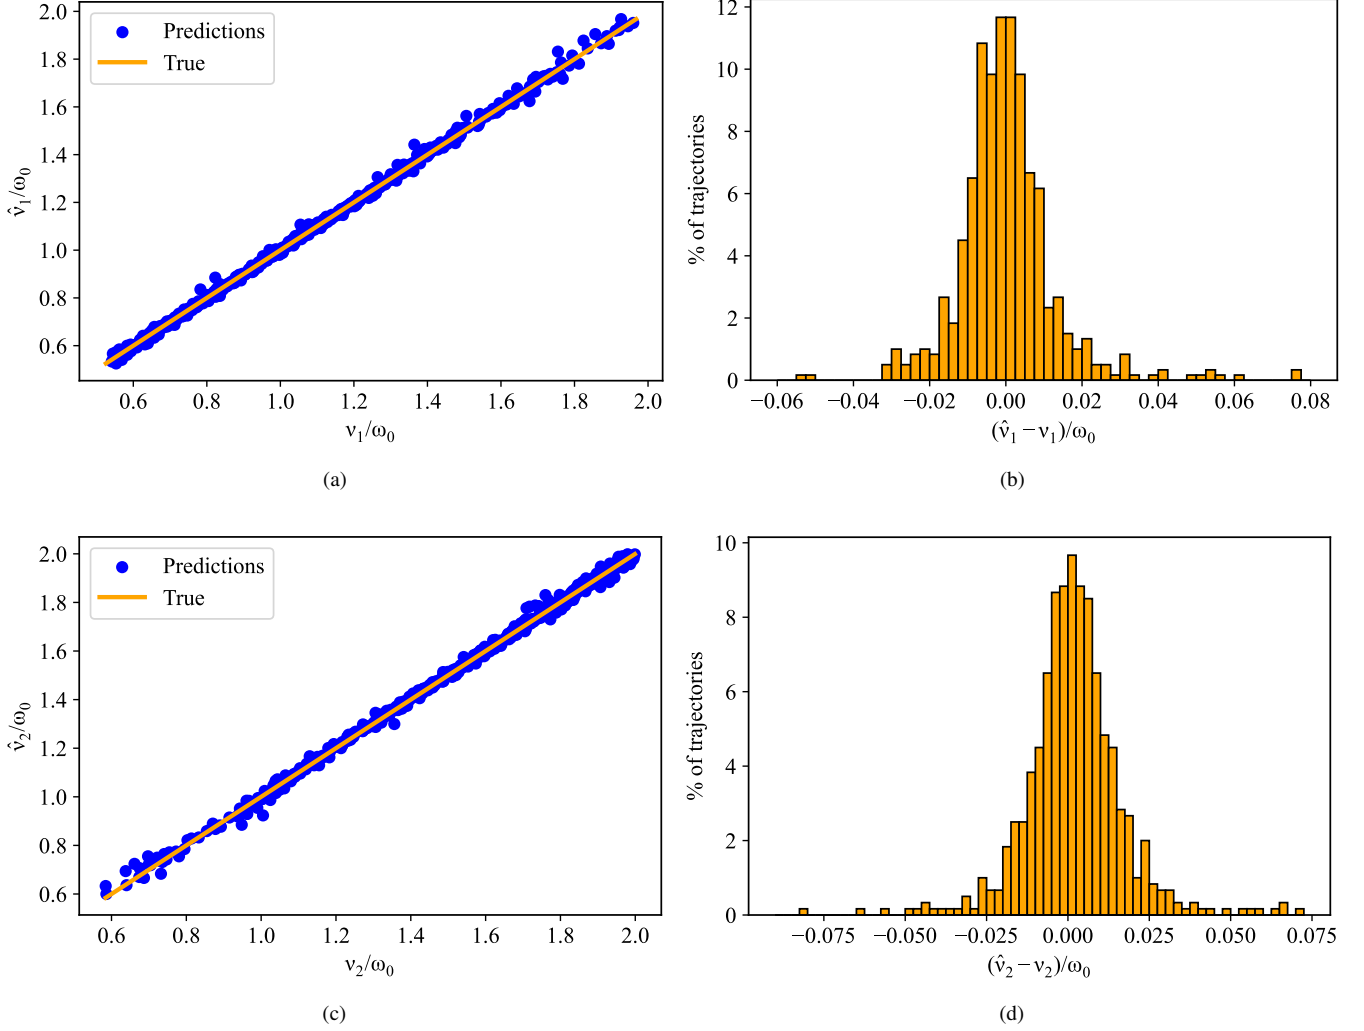 2.0
1.8
1.6
1.4
1.2
1.0
0.8
0.6
ν̂₁/ω₀
Predictions
True
0.6 0.8 1.0 1.2 1.4 1.6 1.8 2.0
ν₁/ω₀
(a)
12
10
8
6
4
2
0
% of trajectories
−0.06 −0.04 −0.02 0.00 0.02 0.04 0.06 0.08
(ν̂₁−ν₁)/ω₀
(b)
2.0
1.8
1.6
1.4
1.2
1.0
0.8
0.6
ν̂₂/ω₀
Predictions
True
0.6 0.8 1.0 1.2 1.4 1.6 1.8 2.0
ν₂/ω₀
(c)
10
8
6
4
2
0
% of trajectories
−0.075 −0.050 −0.025 0.000 0.025 0.050 0.075
(ν̂₂−ν₂)/ω₀
(d)